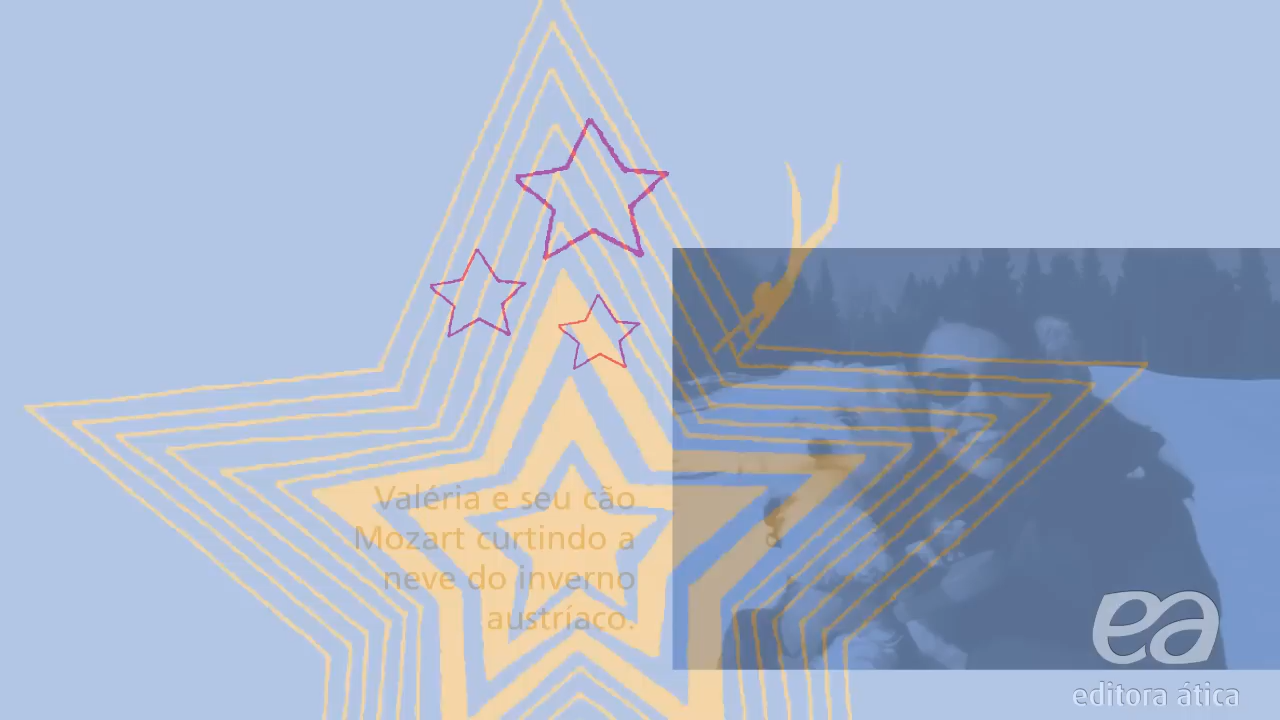 Valéria e seu cão
Mozart curtindo a
neve do inverno
austríaco.
ea
editora ática